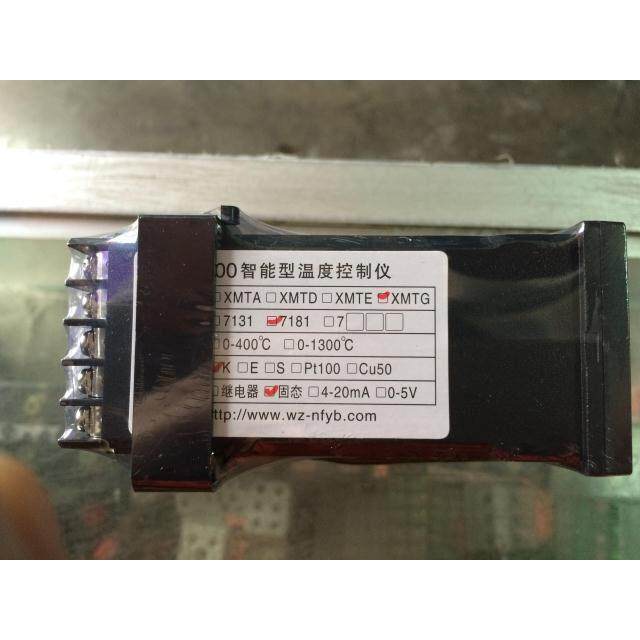 00智能型温度控制仪
□XMTA □XMTD □XMTE □XMTG
□7131 □7181 □7□□□
□0-400℃ □0-1300℃
□K □E □S □Pt100 □Cu50
□继电器 □固态 □4-20mA □0-5V
ttp://www.wz-nfyb.com